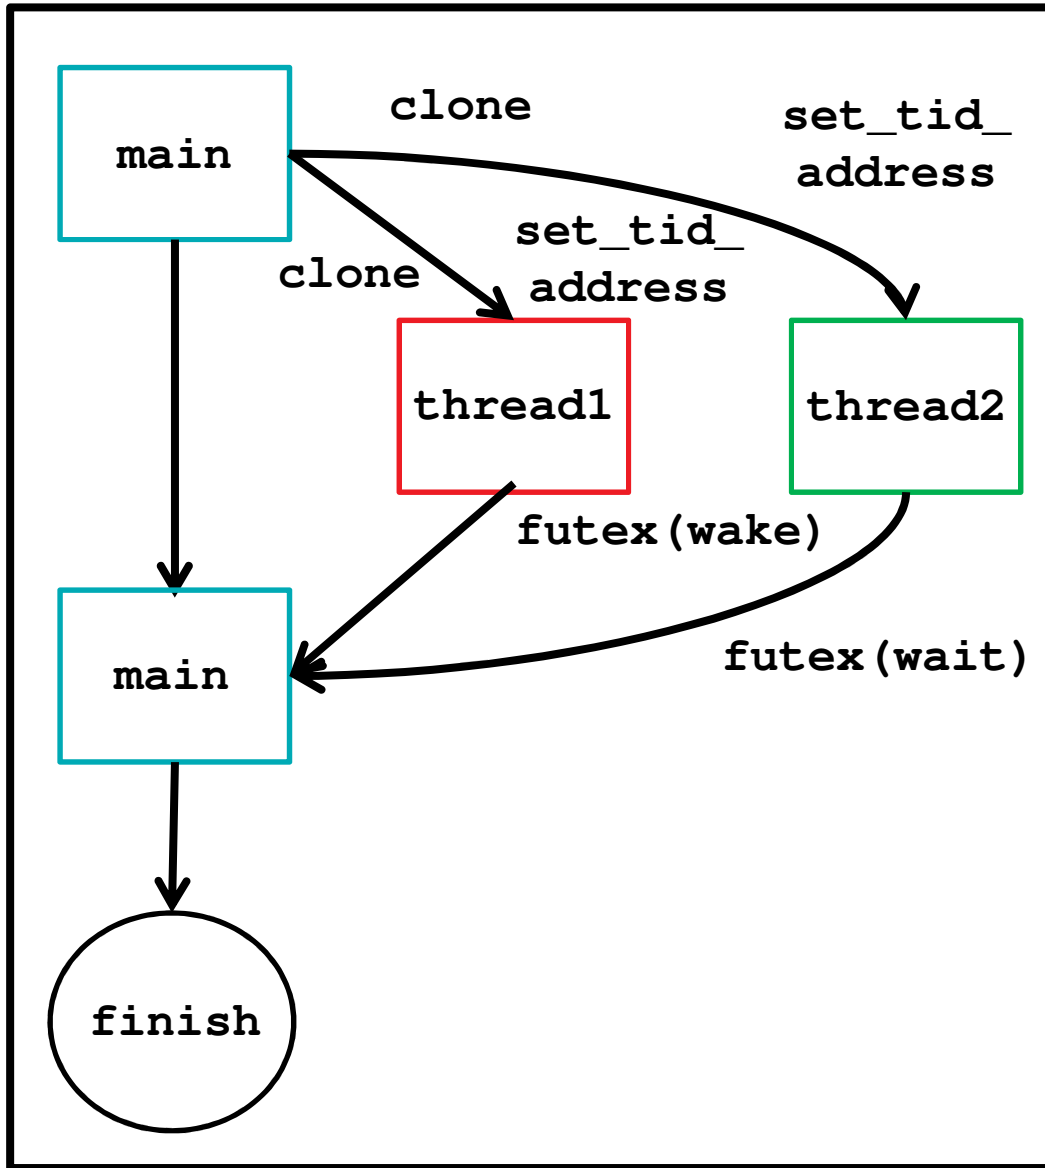 clone
set_tid_
address
main
set_tid_
address
clone
thread1
thread2
futex(wake)
futex(wait)
main
finish